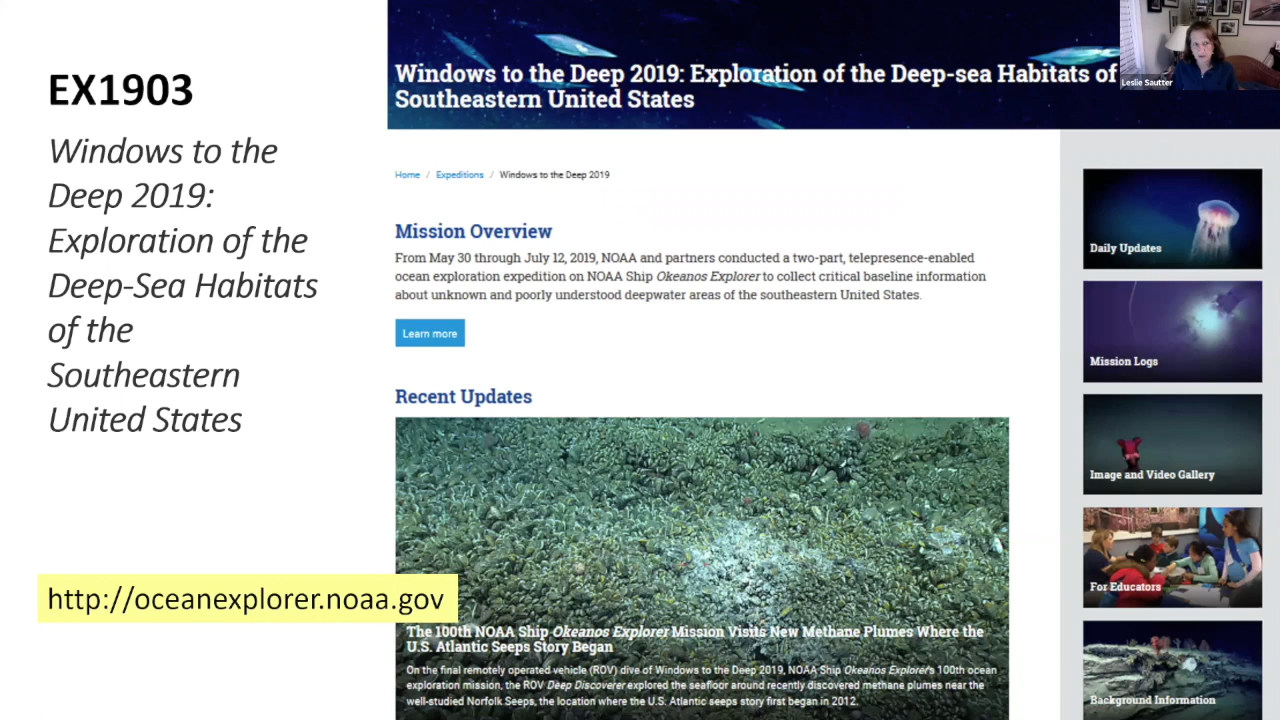 EX1903
Windows to the
Deep 2019:
Exploration of the
Deep-Sea Habitats
of the
Southeastern
United States
http://oceanexplorer.noaa.gov
Windows to the Deep 2019: Exploration of the Deep-sea Habitats of
Southeastern United States
Leslie Sautter
Home / Expeditions / Windows to the Deep 2019
Mission Overview
From May 30 through July 12, 2019, NOAA and partners conducted a two-part, telepresence-enabled
ocean exploration expedition on NOAA Ship Okeanos Explorer to collect critical baseline information
about unknown and poorly understood deepwater areas of the southeastern United States.
Learn more
Recent Updates
The 100th NOAA Ship Okeanos Explorer Mission Visits New Methane Plumes Where the
U.S. Atlantic Seeps Story Began
On the final remotely operated vehicle (ROV) dive of Windows to the Deep 2019, NOAA Ship Okeanos Explorer's 100th ocean
exploration mission, the ROV Deep Discoverer explored the seafloor around recently discovered methane plumes near the
well-studied Norfolk Seeps, the location where the U.S. Atlantic seeps story first began in 2012.
Daily Updates
Mission Logs
Image and Video Gallery
For Educators
Background Information